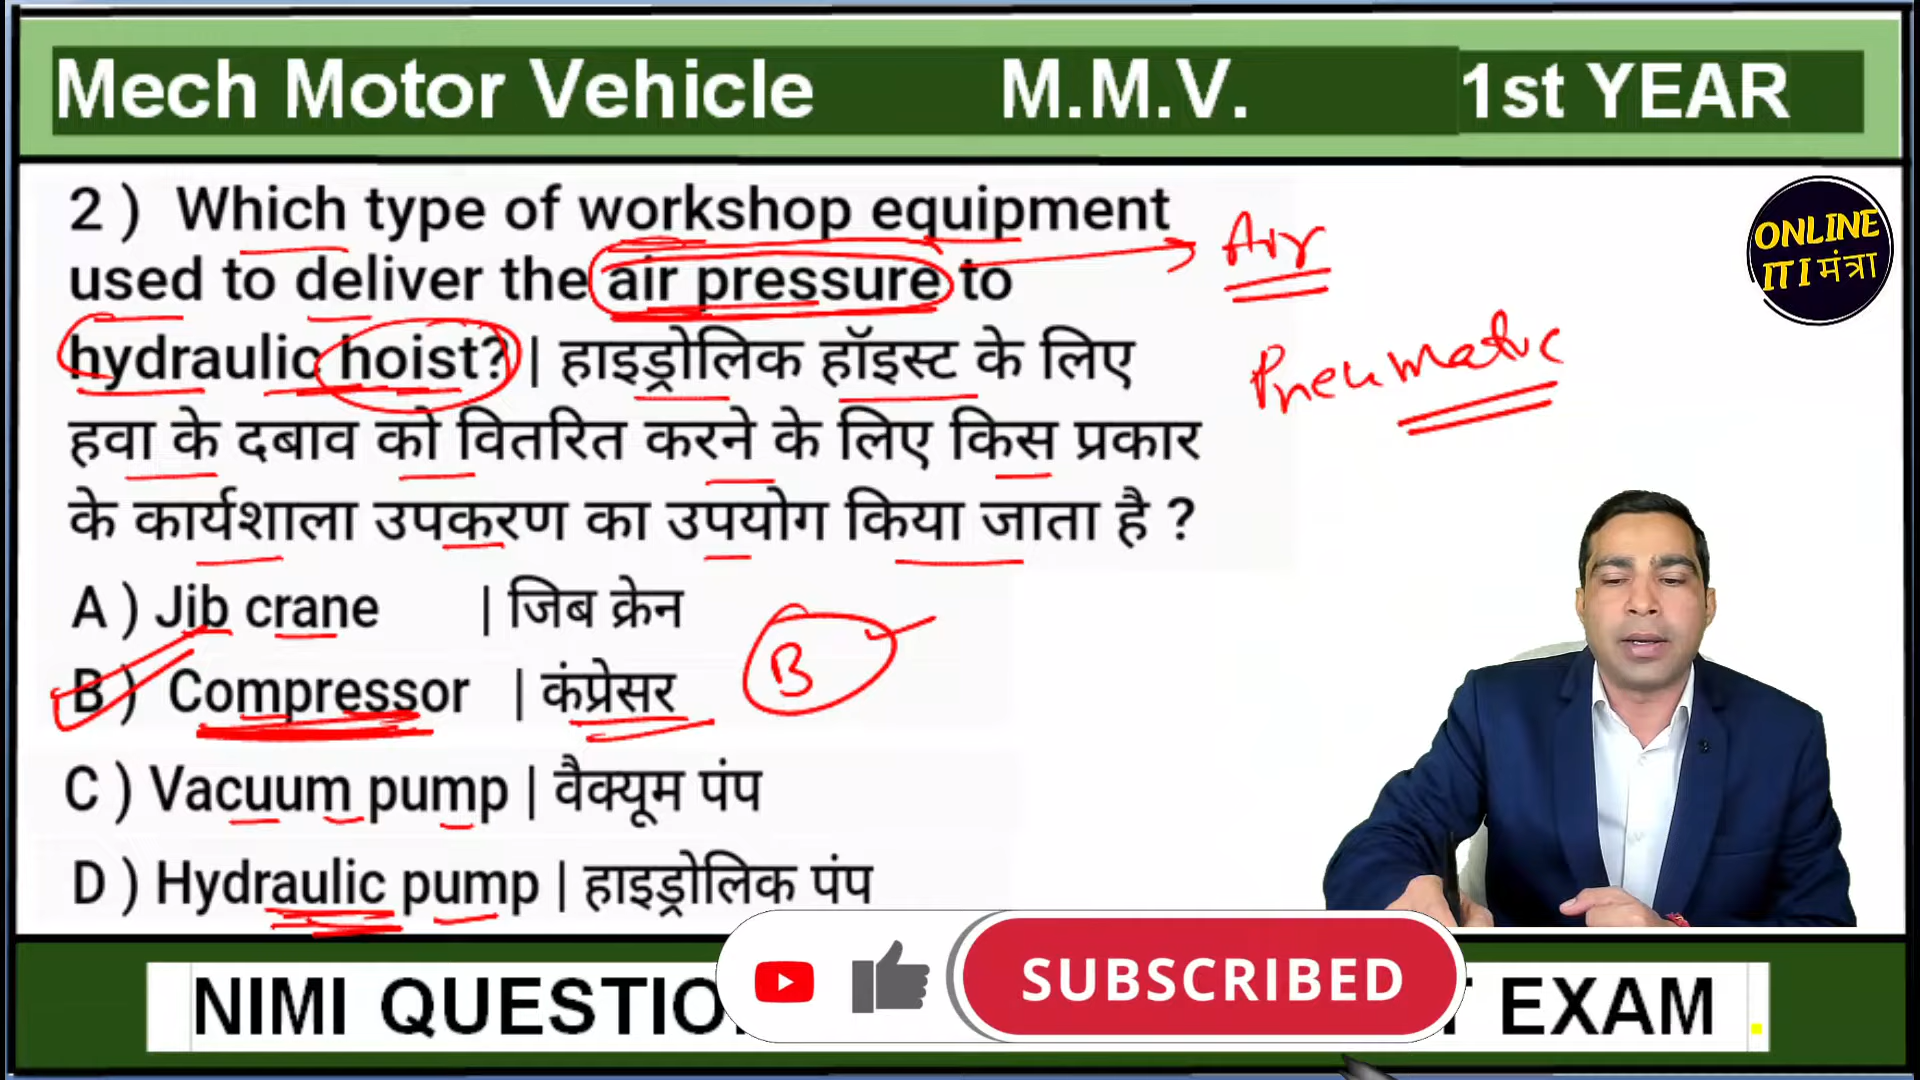 Mech Motor Vehicle M.M.V. 1st YEAR
2 ) Which type of workshop equipment
used to deliver the air pressure to
hydraulic hoist? | हाइड्रोलिक हॉइस्ट के लिए
हवा के दबाव को वितरित करने के लिए किस प्रकार
के कार्यशाला उपकरण का उपयोग किया जाता है ?
Air
Pneumatic
ONLINE
ITI मंत्रा
A ) Jib crane | जिब क्रेन
B ) Compressor | कंप्रेसर
B
C ) Vacuum pump | वैक्यूम पंप
D ) Hydraulic pump | हाइड्रोलिक पंप
NIMI EXAM .
SUBSCRIBED